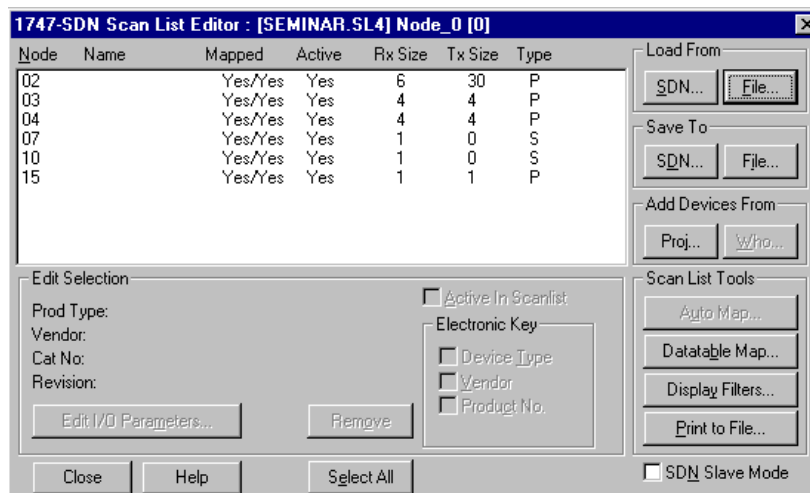 1747-SDN Scan List Editor : [SEMINAR.SL4] Node_0 [0]
Node Name Mapped Active Rx Size Tx Size Type
02 Yes/Yes Yes 6 30 P
03 Yes/Yes Yes 4 4 P
04 Yes/Yes Yes 4 4 P
07 Yes/Yes Yes 1 0 S
10 Yes/Yes Yes 1 0 S
15 Yes/Yes Yes 1 1 P
Load From
SDN... File...
Save To
SDN... File...
Add Devices From
Proj... Who...
Edit Selection
Prod Type:
Vendor:
Cat No:
Revision:
Active In Scanlist
Electronic Key
Device Type
Vendor
Product No.
Edit I/O Parameters... Remove
Scan List Tools
Auto Map...
Datatable Map...
Display Filters...
Print to File...
Close Help Select All
SDN Slave Mode